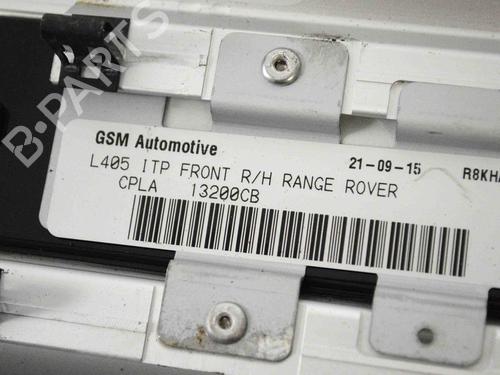 B-PARTS
GSM Automotive 21-09-15 R8KHA
L405 ITP FRONT R/H RANGE ROVER
CPLA 13200CB